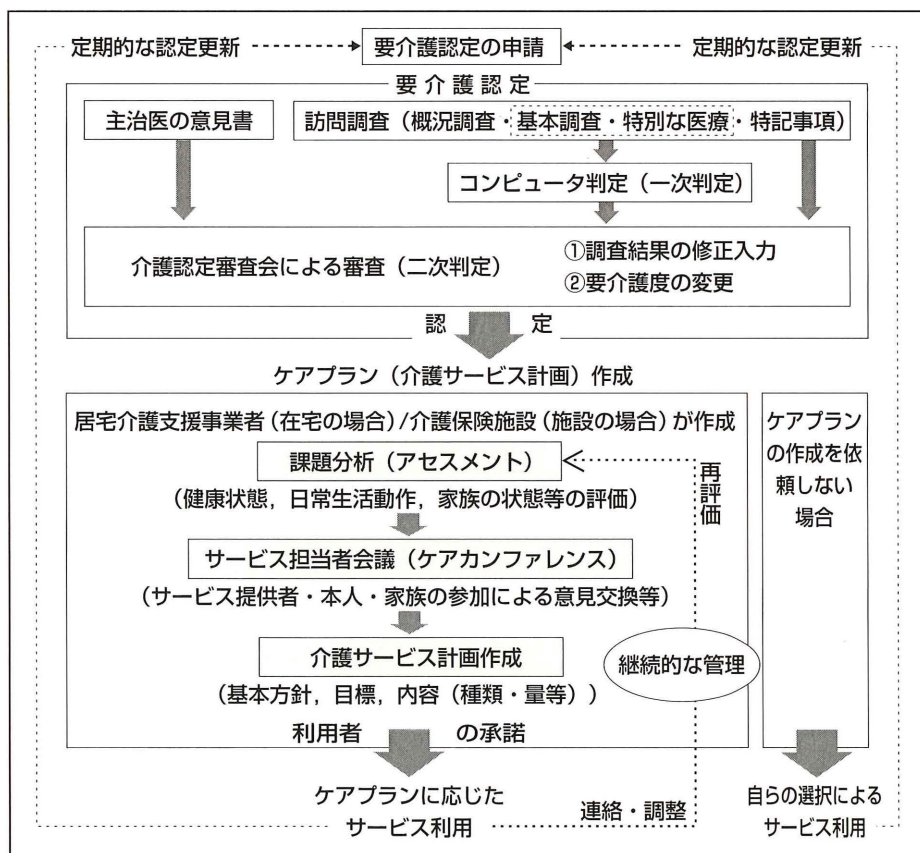 定期的な認定更新
要介護認定の申請
定期的な認定更新
要介護認定
主治医の意見書
訪問調査（概況調査・基本調査・特別な医療・特記事項）
コンピュータ判定（一次判定）
介護認定審査会による審査（二次判定）
①調査結果の修正入力
②要介護度の変更
認　定
ケアプラン（介護サービス計画）作成
居宅介護支援事業者（在宅の場合）/介護保険施設（施設の場合）が作成
課題分析（アセスメント）
（健康状態，日常生活動作，家族の状態等の評価）
サービス担当者会議（ケアカンファレンス）
（サービス提供者・本人・家族の参加による意見交換等）
介護サービス計画作成
（基本方針，目標，内容（種類・量等））
利用者　の承諾
再評価
継続的な管理
ケアプラン
の作成を依
頼しない
場合
ケアプランに応じた
サービス利用
連絡・調整
自らの選択による
サービス利用